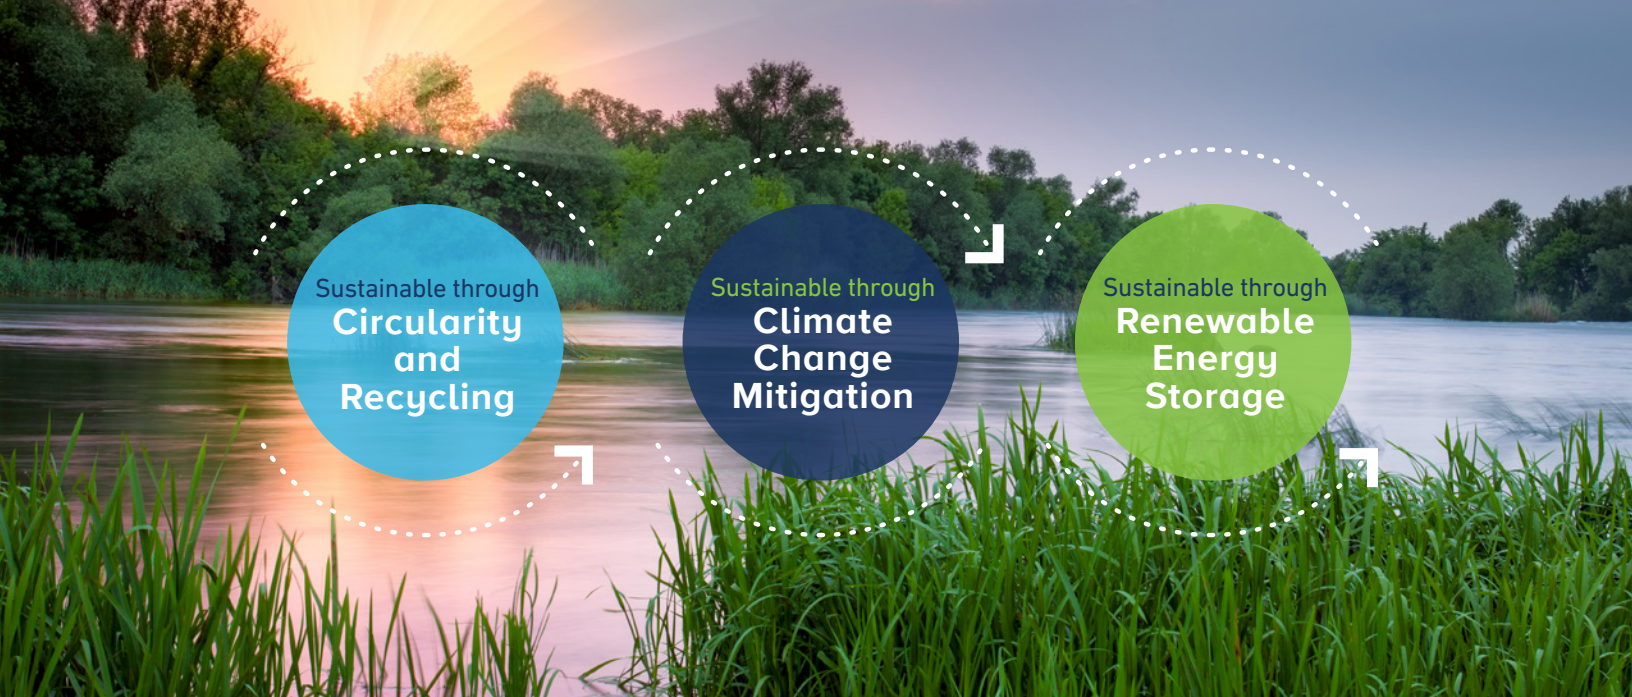 Sustainable through
Circularity
and
Recycling
Sustainable through
Climate
Change
Mitigation
Sustainable through
Renewable
Energy
Storage